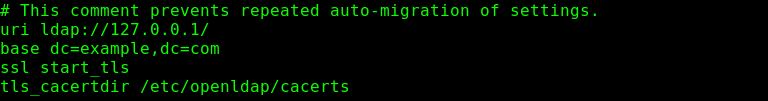 # This comment prevents repeated auto-migration of settings.
uri ldap://127.0.0.1/
base dc=example,dc=com
ssl start_tls
tls_cacertdir /etc/openldap/cacerts